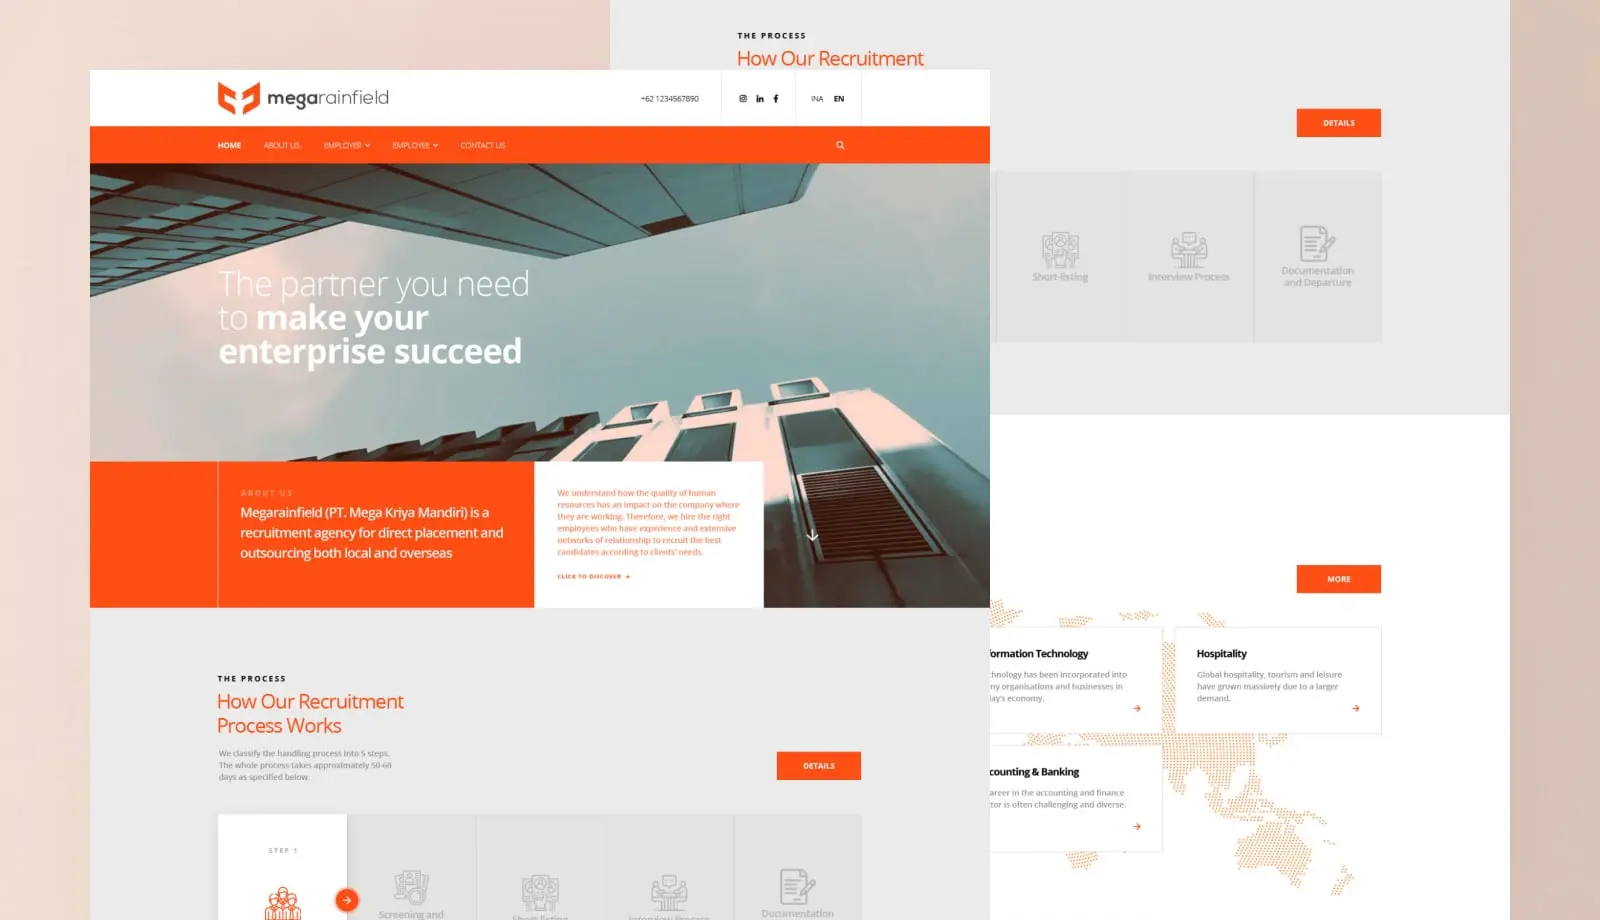 THE PROCESS
How Our Recruitment
megarainfield
+62 1234567890
INA EN
DETAILS
HOME ABOUT US EMPLOYER EMPLOYEE CONTACT US
The partner you need
to make your
enterprise succeed
Short-listing
Interview Process
Documentation
and Departure
ABOUT US
Megarainfield (PT. Mega Kriya Mandiri) is a
recruitment agency for direct placement and
outsourcing both local and overseas
We understand how the quality of human
resources has an impact on the company where
they are working. Therefore, we hire the right
employees who have experience and extensive
networks of relationship to recruit the best
candidates according to clients' needs.
CLICK TO DISCOVER
MORE
formation Technology
chnology has been incorporated into
ny organisations and businesses in
day's economy.
Hospitality
Global hospitality, tourism and leisure
have grown massively due to a larger
demand.
counting & Banking
areer in the accounting and finance
tor is often challenging and diverse.
THE PROCESS
How Our Recruitment
Process Works
We classify the handling process into 5 steps.
The whole process takes approximately 50-60
days as specified below.
DETAILS
STEP 1
Screening and
Short-listing
Interview Process
Documentation